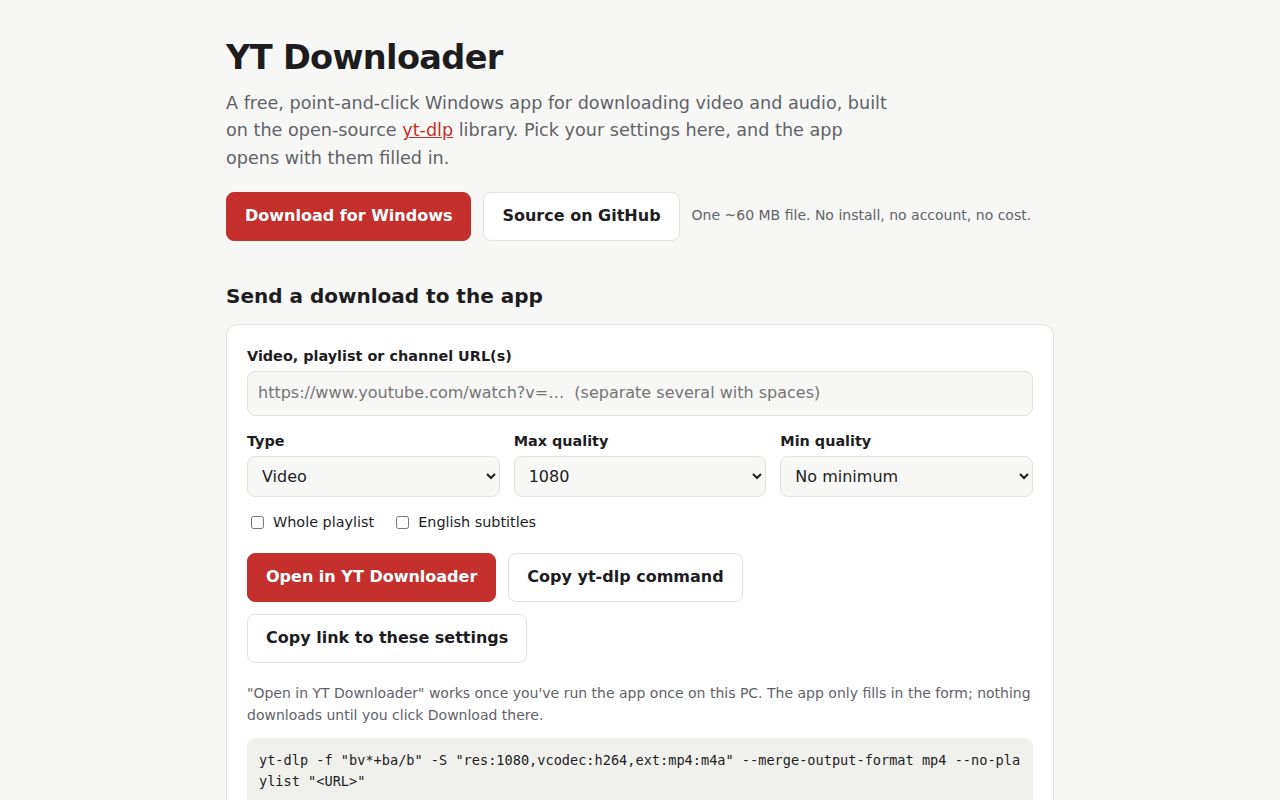 YT Downloader
A free, point-and-click Windows app for downloading video and audio, built
on the open-source yt-dlp library. Pick your settings here, and the app
opens with them filled in.
Download for Windows
Source on GitHub
One ~60 MB file. No install, no account, no cost.
Send a download to the app
Video, playlist or channel URL(s)
https://www.youtube.com/watch?v=… (separate several with spaces)
Type
Max quality
Min quality
Video
1080
No minimum
Whole playlist
English subtitles
Open in YT Downloader
Copy yt-dlp command
Copy link to these settings
"Open in YT Downloader" works once you've run the app once on this PC. The app only fills in the form; nothing
downloads until you click Download there.
yt-dlp -f "bv*+ba/b" -S "res:1080,vcodec:h264,ext:mp4:m4a" --merge-output-format mp4 --no-pla
ylist "<URL>"